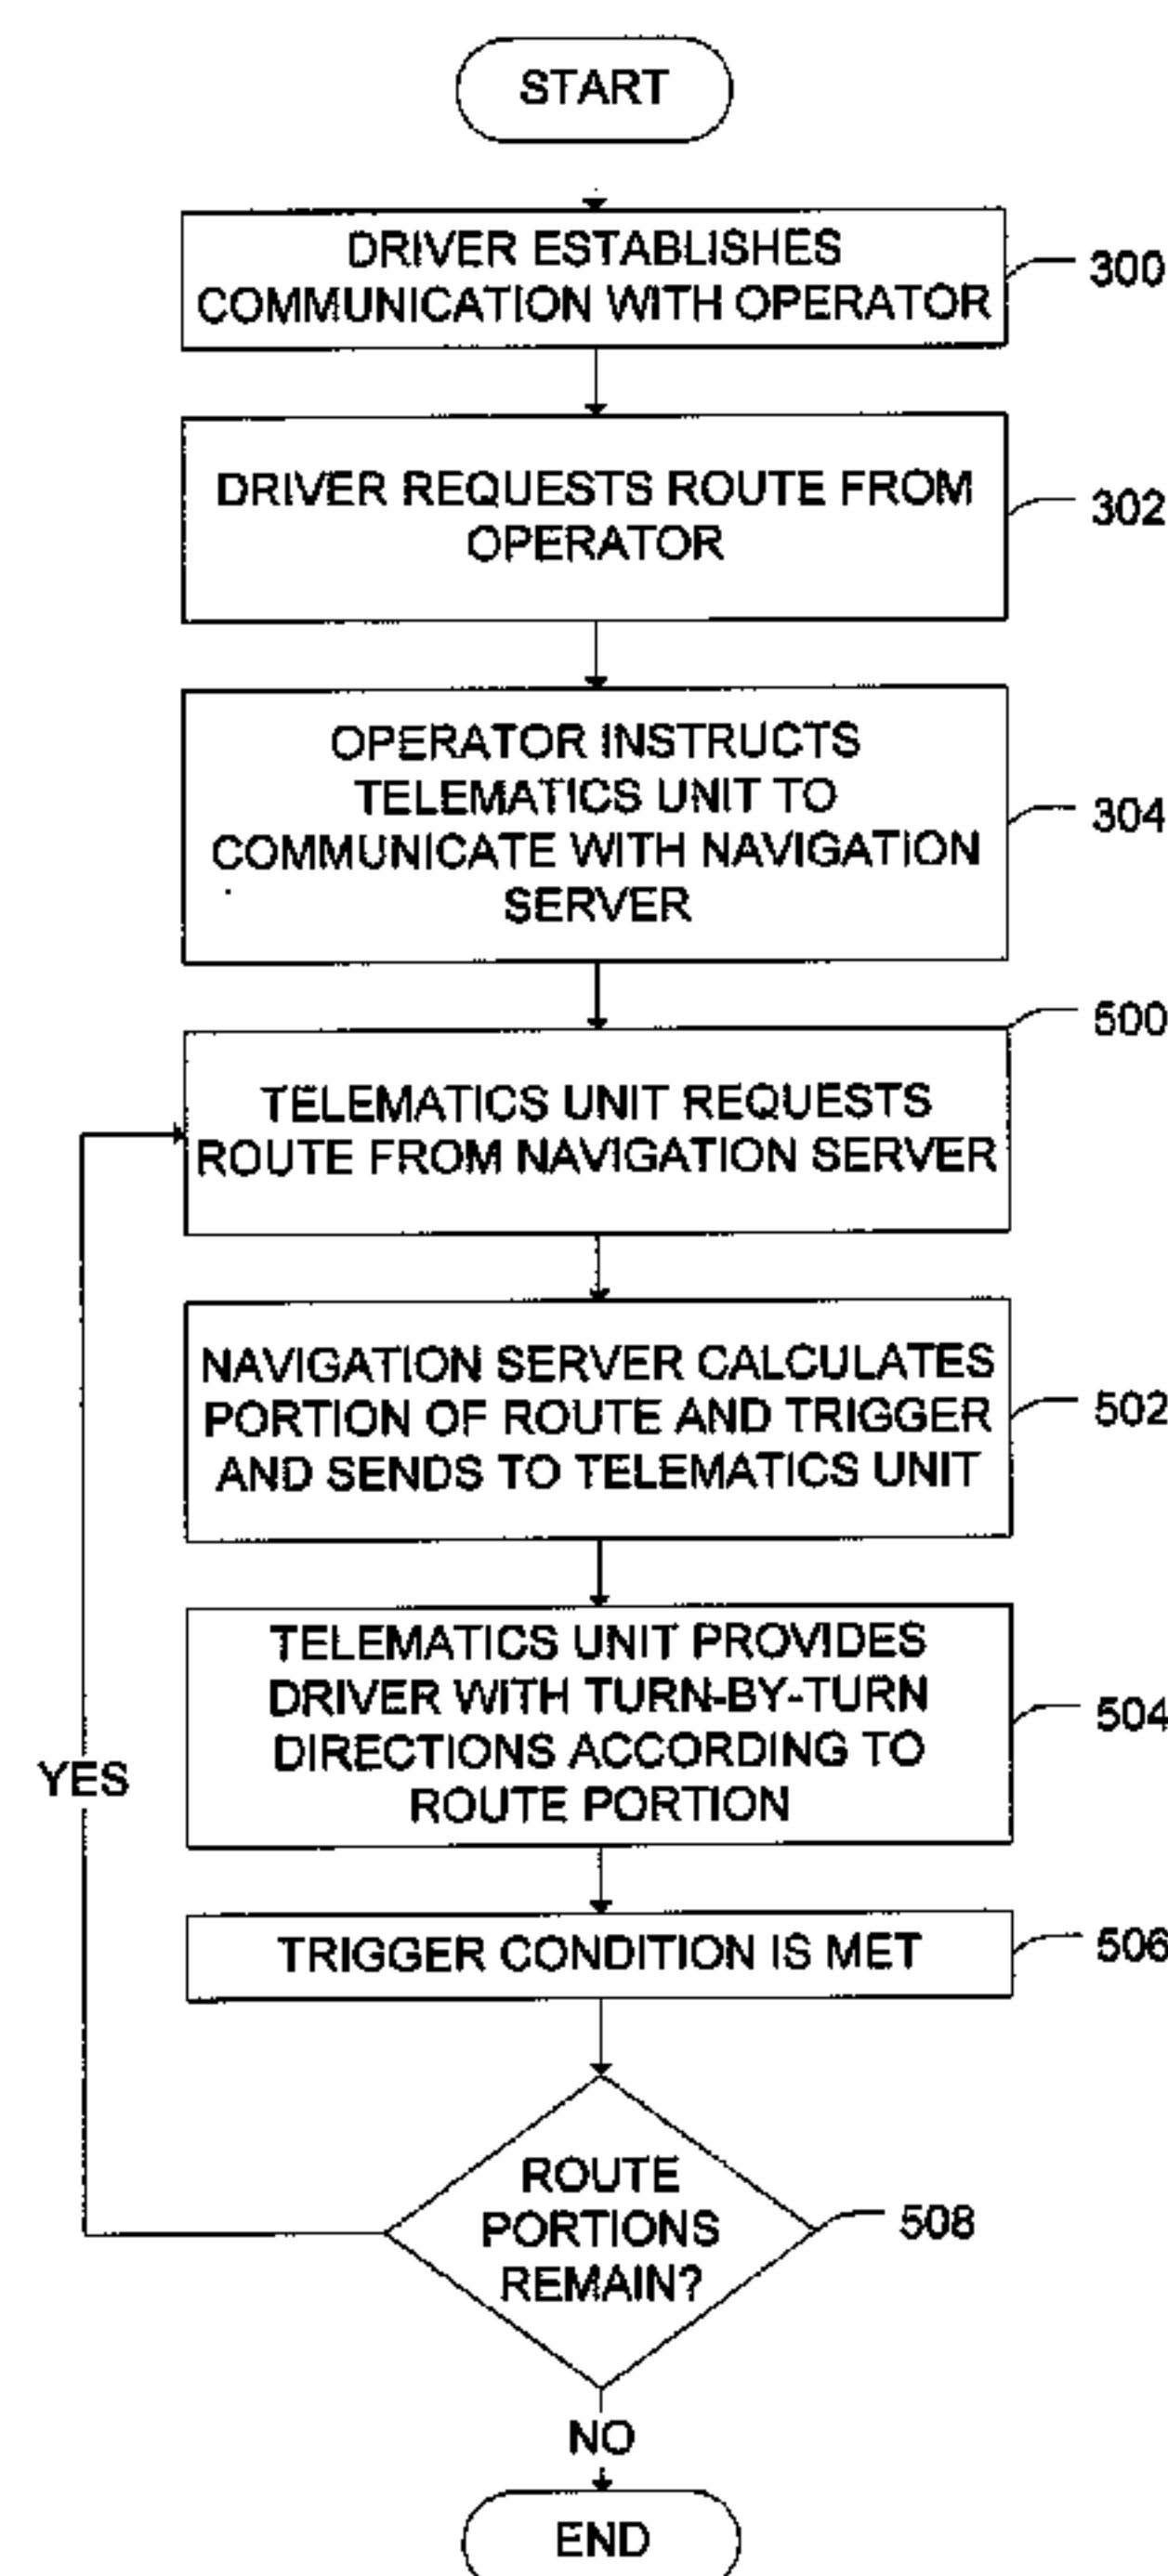 START
DRIVER ESTABLISHES
COMMUNICATION WITH OPERATOR
300
DRIVER REQUESTS ROUTE FROM
OPERATOR
302
OPERATOR INSTRUCTS
TELEMATICS UNIT TO
COMMUNICATE WITH NAVIGATION
SERVER
304
500
TELEMATICS UNIT REQUESTS
ROUTE FROM NAVIGATION SERVER
NAVIGATION SERVER CALCULATES
PORTION OF ROUTE AND TRIGGER
AND SENDS TO TELEMATICS UNIT
502
TELEMATICS UNIT PROVIDES
DRIVER WITH TURN-BY-TURN
DIRECTIONS ACCORDING TO
ROUTE PORTION
504
YES
TRIGGER CONDITION IS MET
506
ROUTE
PORTIONS
REMAIN?
508
NO
END